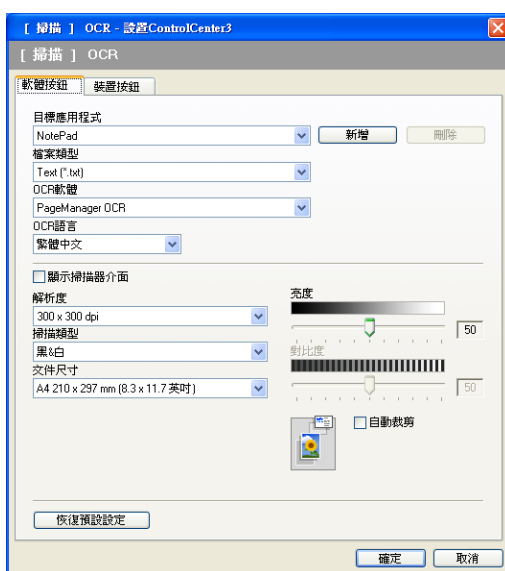 [ 掃描 ] OCR - 設置ControlCenter3
[ 掃描 ] OCR
軟體按鈕 裝置按鈕
目標應用程式
NotePad 新增 刪除
檔案類型
Text (*.txt)
OCR軟體
PageManager OCR
OCR語言
繁體中文
顯示掃描器介面
解析度 亮度
300 x 300 dpi 50
掃描類型 對比度
黑&白
文件尺寸
A4 210 x 297 mm (8.3 x 11.7 英吋) 50
自動裁剪
恢復預設設定
確定 取消